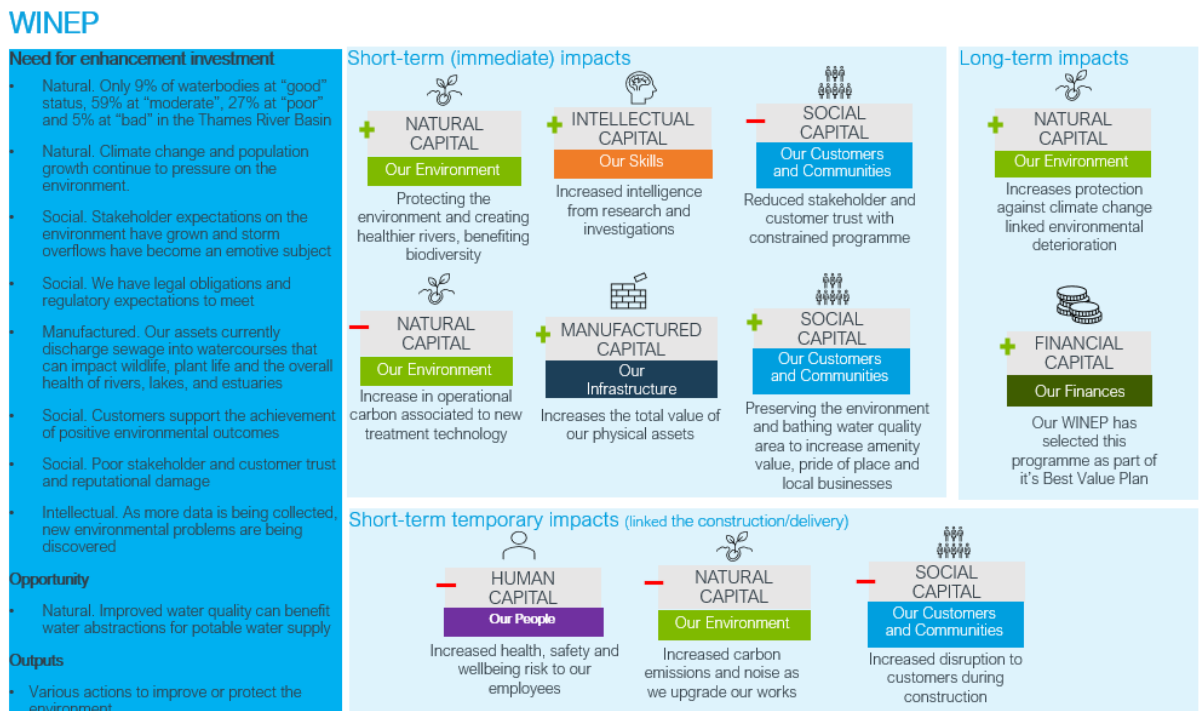 WINEP
Need for enhancement investment
• Natural. Only 9% of waterbodies at “good”
status, 59% at “moderate”, 27% at “poor”
and 5% at “bad” in the Thames River Basin
• Natural. Climate change and population
growth continue to pressure on the
environment.
• Social. Stakeholder expectations on the
environment have grown and storm
overflows have become an emotive subject
• Social. We have legal obligations and
regulatory expectations to meet
• Manufactured. Our assets currently
discharge sewage into watercourses that
can impact wildlife, plant life and the overall
health of rivers, lakes, and estuaries
• Social. Customers support the achievement
of positive environmental outcomes
• Social. Poor stakeholder and customer trust
and reputational damage
• Intellectual. As more data is being collected,
new environmental problems are being
discovered
Opportunity
• Natural. Improved water quality can benefit
water abstractions for potable water supply
Outputs
• Various actions to improve or protect the
environment
Short-term (immediate) impacts
+ NATURAL
CAPITAL
Our Environment
Protecting the
environment and creating
healthier rivers, benefiting
biodiversity
+ INTELLECTUAL
CAPITAL
Our Skills
Increased intelligence
from research and
investigations
– SOCIAL
CAPITAL
Our Customers
and Communities
Reduced stakeholder and
customer trust with
constrained programme
– NATURAL
CAPITAL
Our Environment
Increase in operational
carbon associated to new
treatment technology
+ MANUFACTURED
CAPITAL
Our
Infrastructure
Increases the total value of
our physical assets
+ SOCIAL
CAPITAL
Our Customers
and Communities
Preserving the environment
and bathing water quality
area to increase amenity
value, pride of place and
local businesses
Long-term impacts
+ NATURAL
CAPITAL
Our Environment
Increases protection
against climate change
linked environmental
deterioration
+ FINANCIAL
CAPITAL
Our Finances
Our WINEP has
selected this
programme as part of
it’s Best Value Plan
Short-term temporary impacts (linked the construction/delivery)
– HUMAN
CAPITAL
Our People
Increased health, safety and
wellbeing risk to our
employees
– NATURAL
CAPITAL
Our Environment
Increased carbon
emissions and noise as
we upgrade our works
– SOCIAL
CAPITAL
Our Customers
and Communities
Increased disruption to
customers during
construction